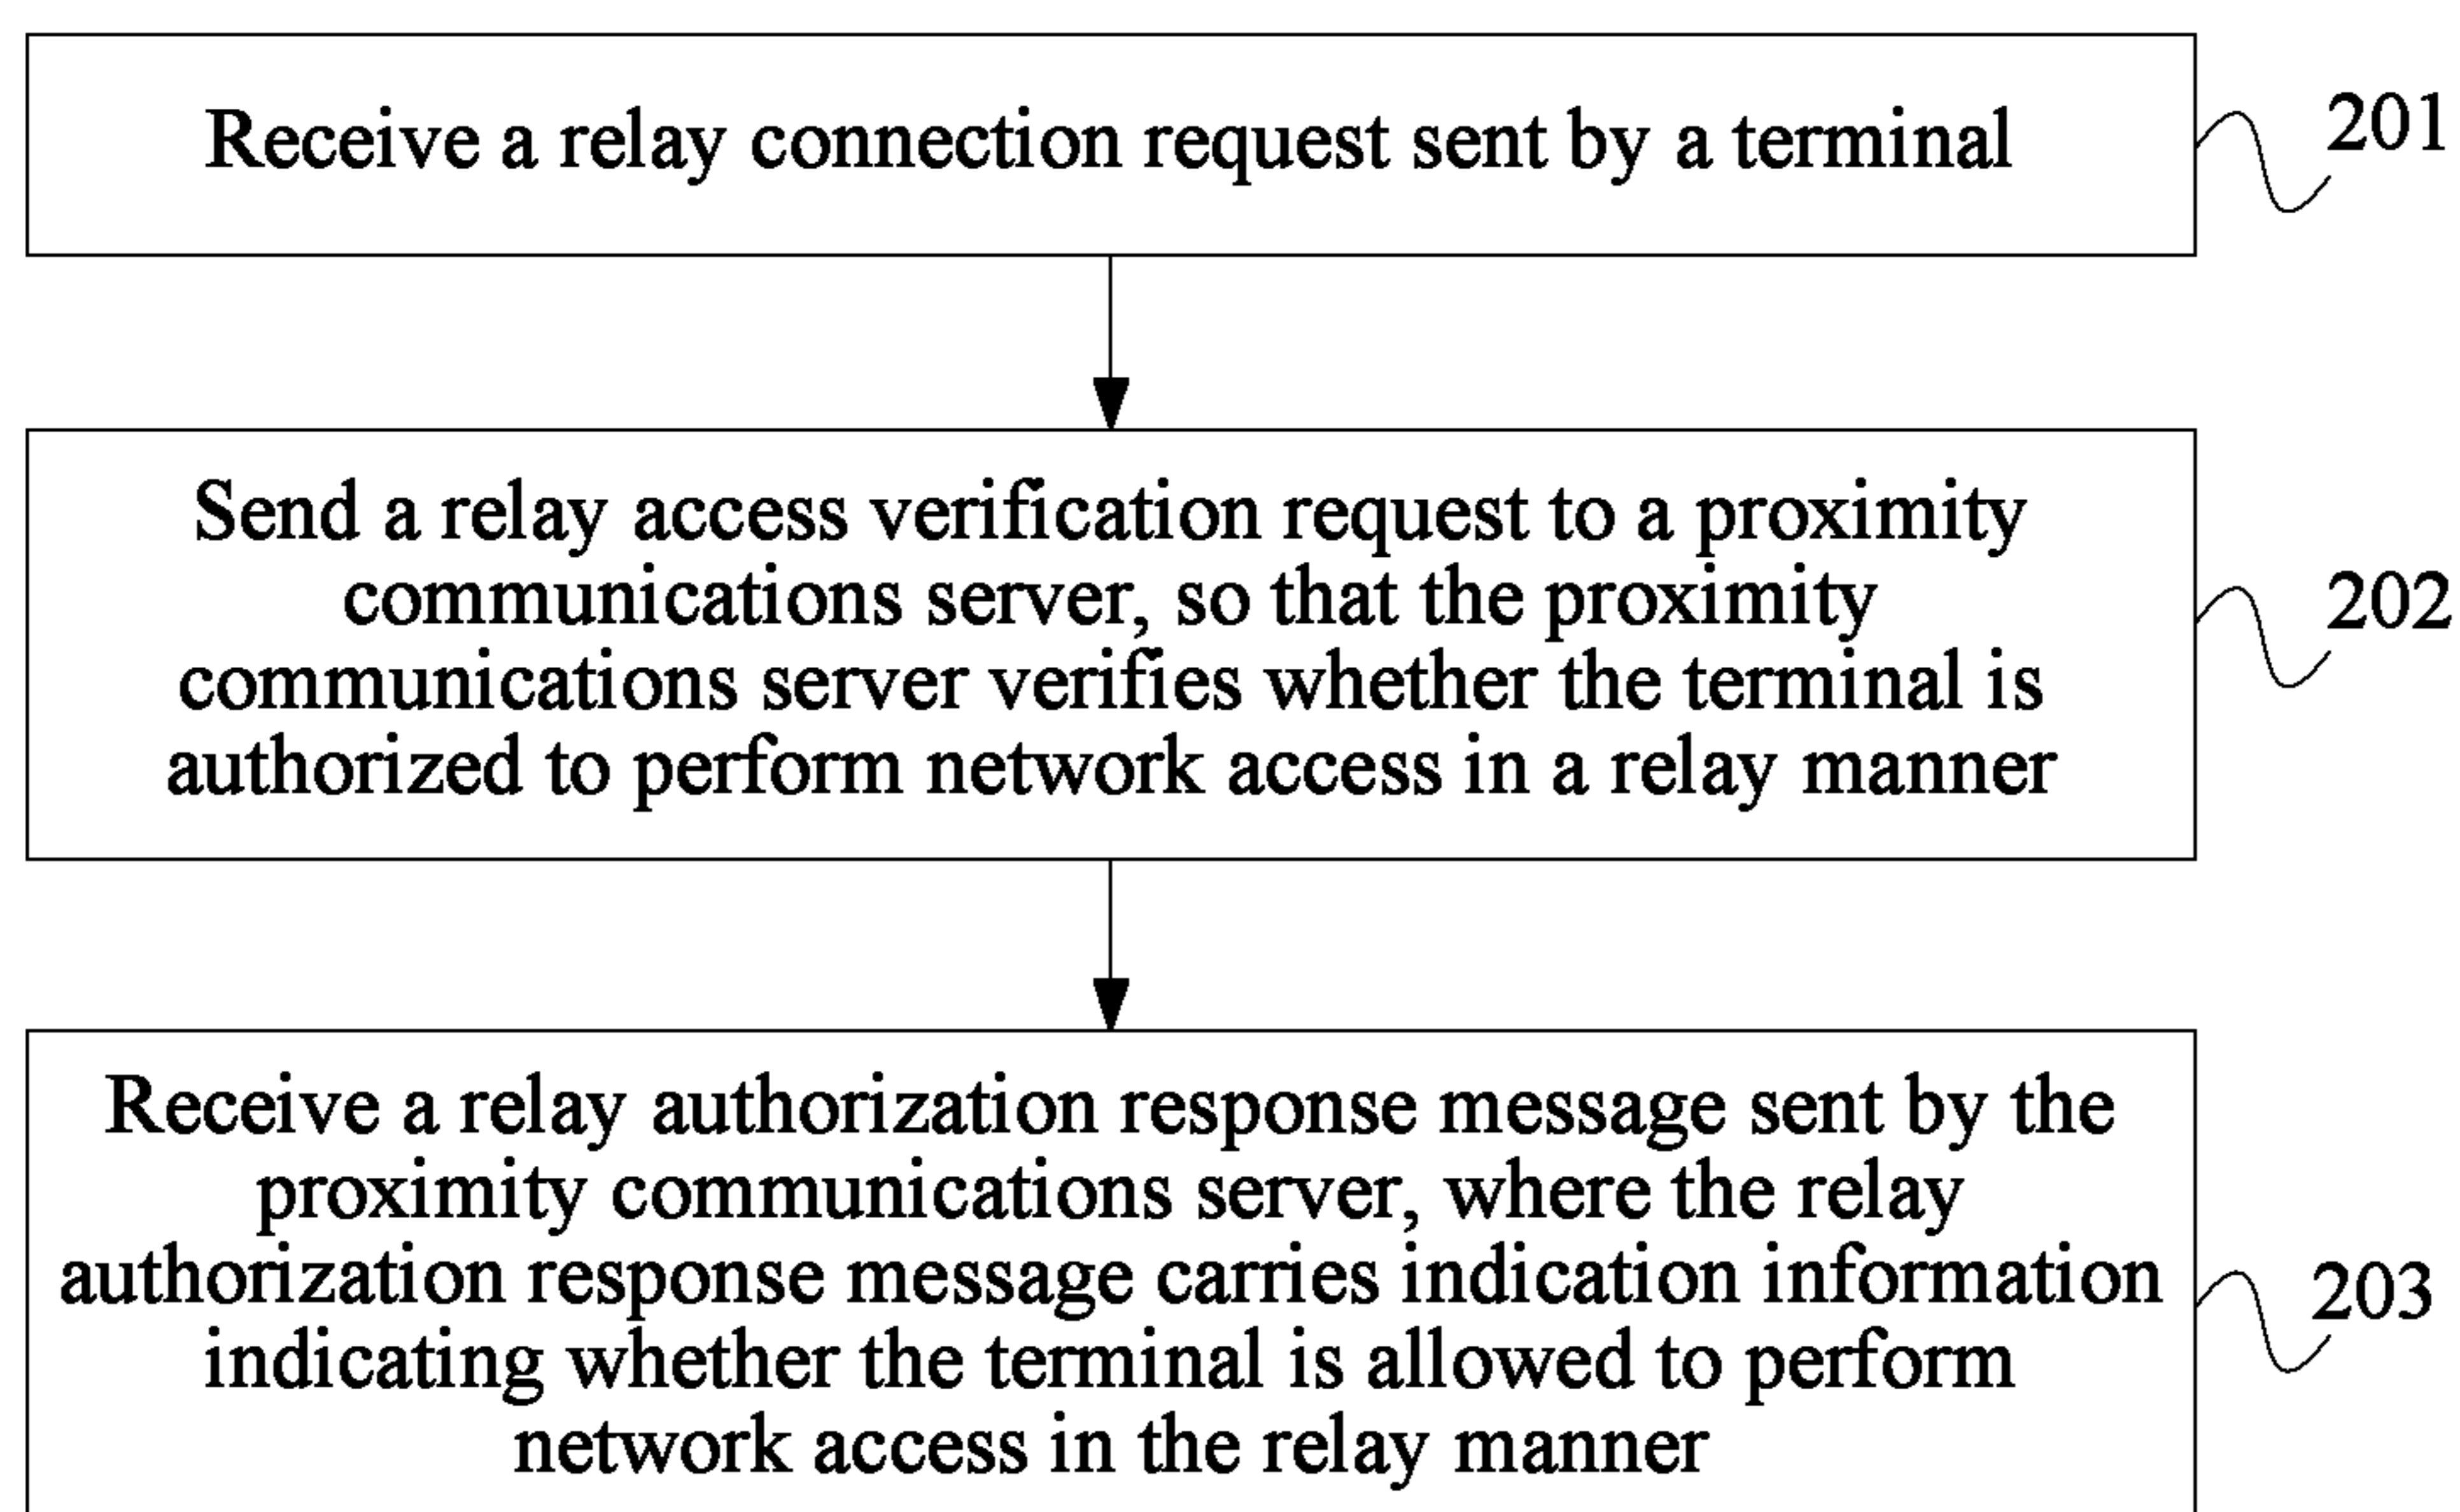 Receive a relay connection request sent by a terminal
201
Send a relay access verification request to a proximity
communications server, so that the proximity
communications server verifies whether the terminal is
authorized to perform network access in a relay manner
202
Receive a relay authorization response message sent by the
proximity communications server, where the relay
authorization response message carries indication information
indicating whether the terminal is allowed to perform
network access in the relay manner
203